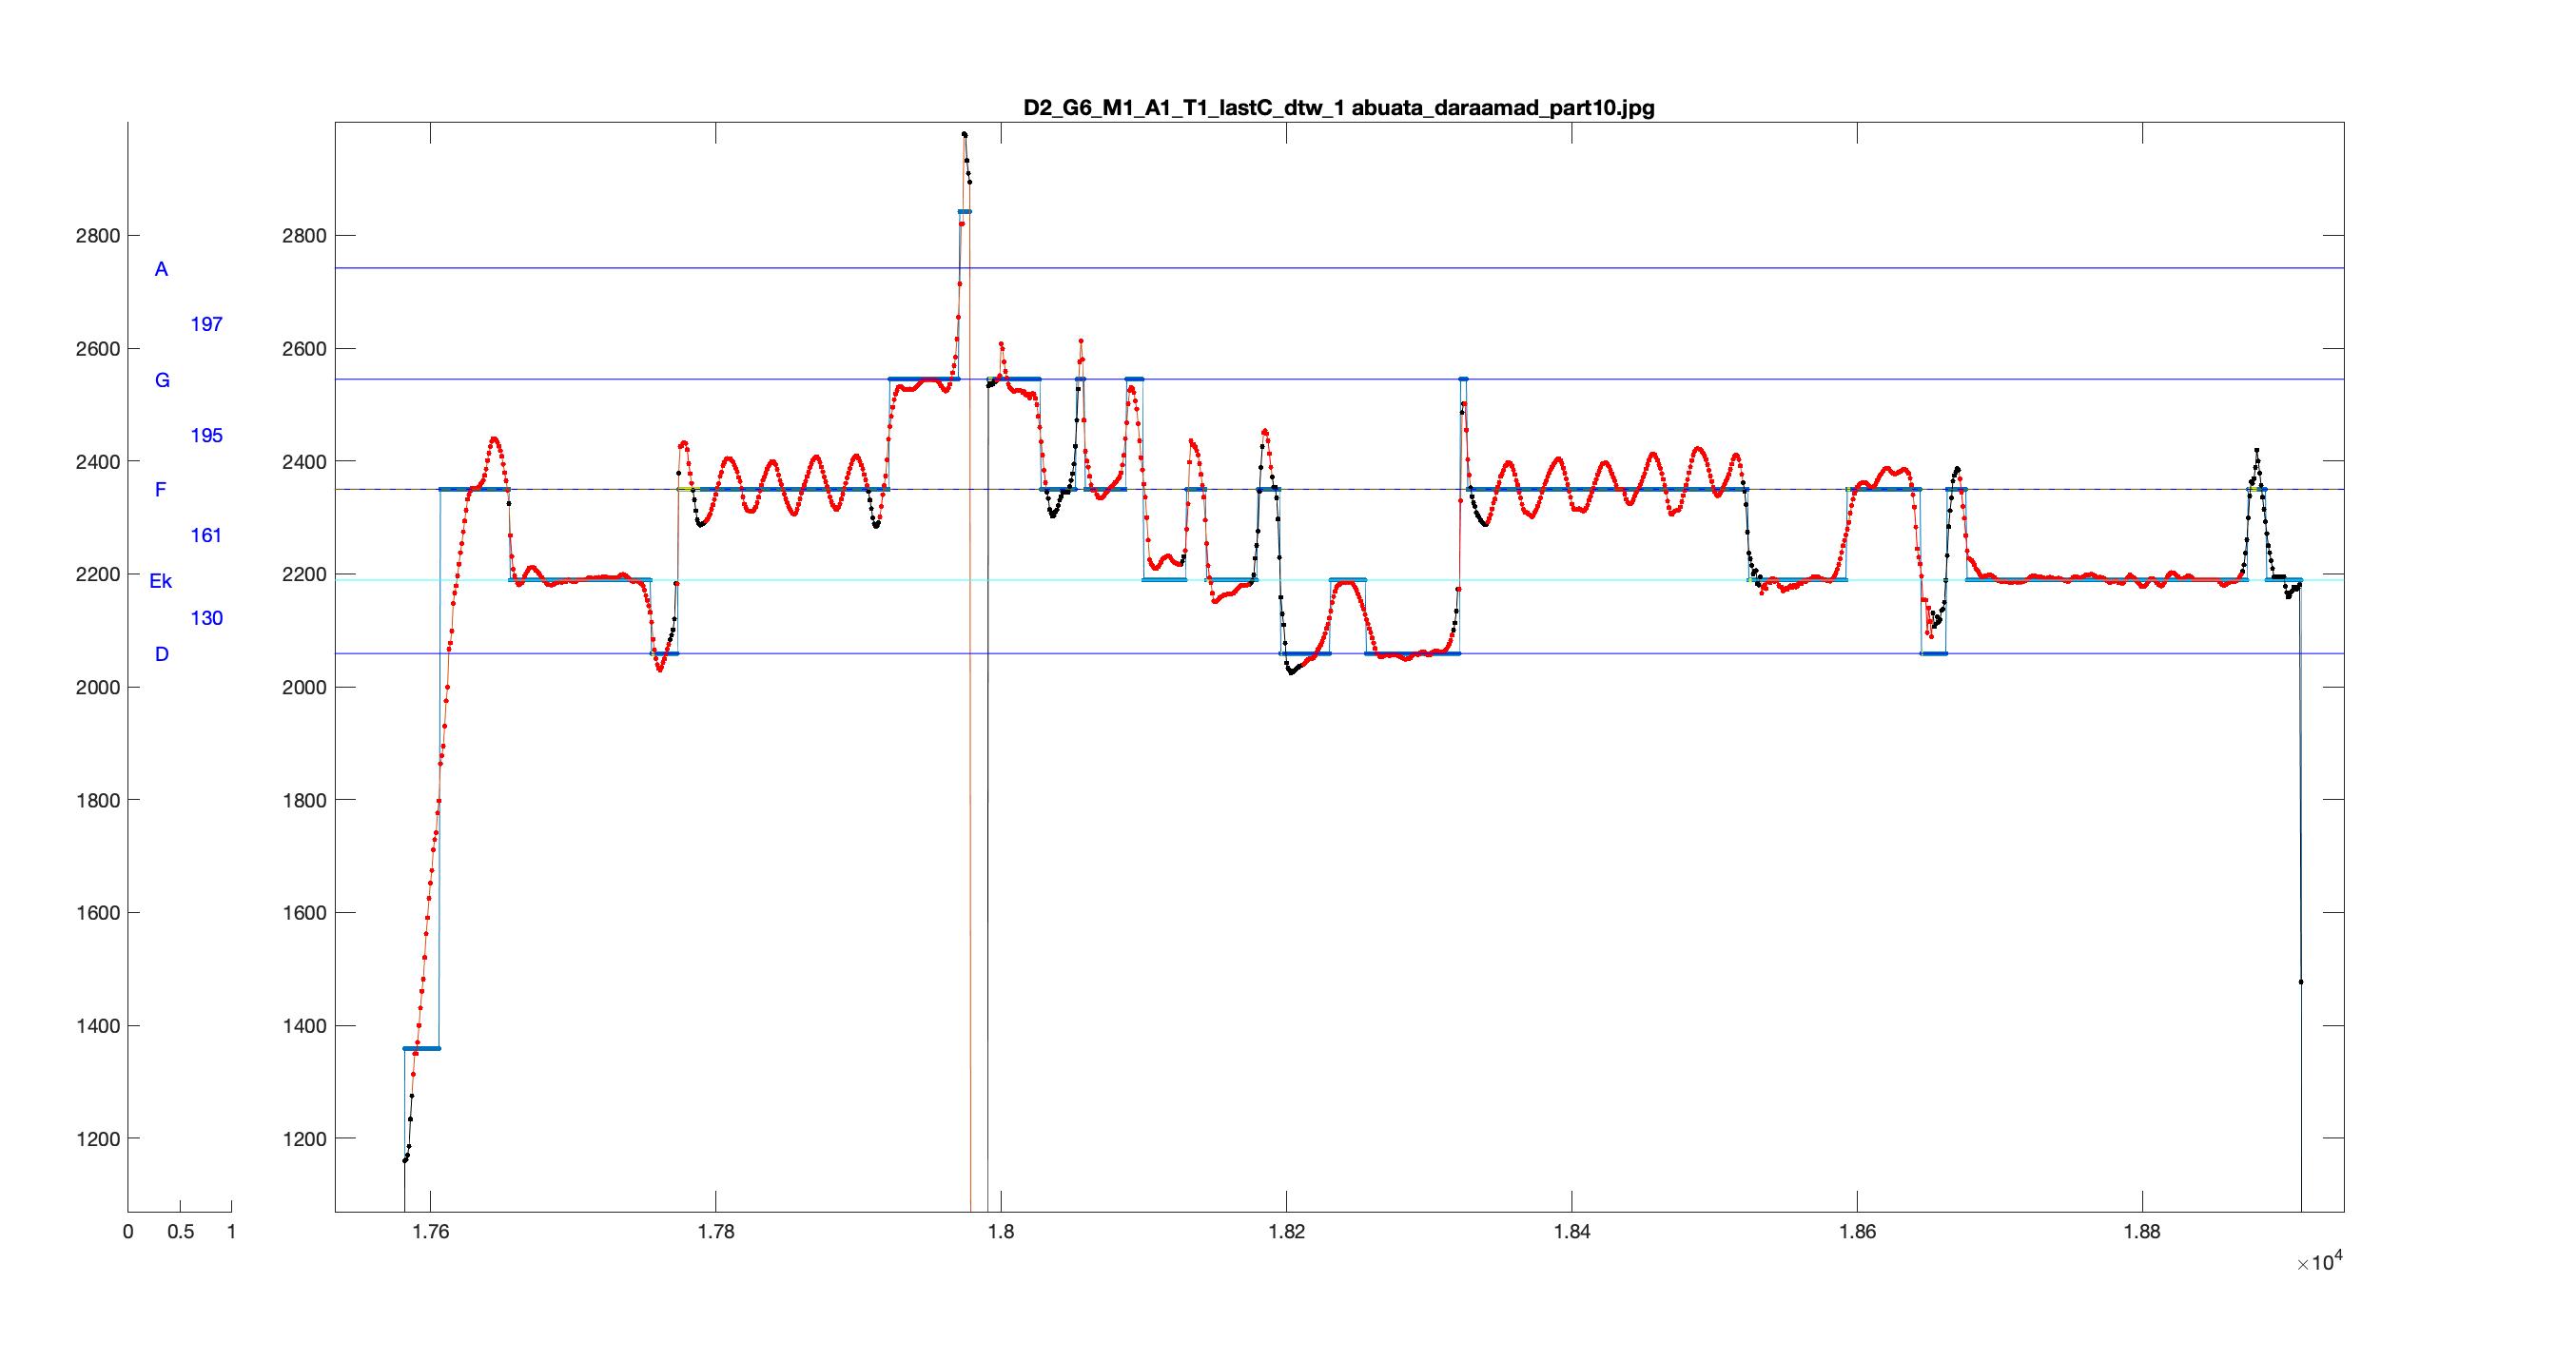 D2_G6_M1_A1_T1_lastC_dtw_1 abuata_daraamad_part10.jpg
2800 2800
A
197
2600 2600
G
195
2400 2400
F
161
2200 2200
Ek
130
D
2000 2000
1800 1800
1600 1600
1400 1400
1200 1200
0 0.5 1 1.76 1.78 1.8 1.82 1.84 1.86 1.88
×10⁴